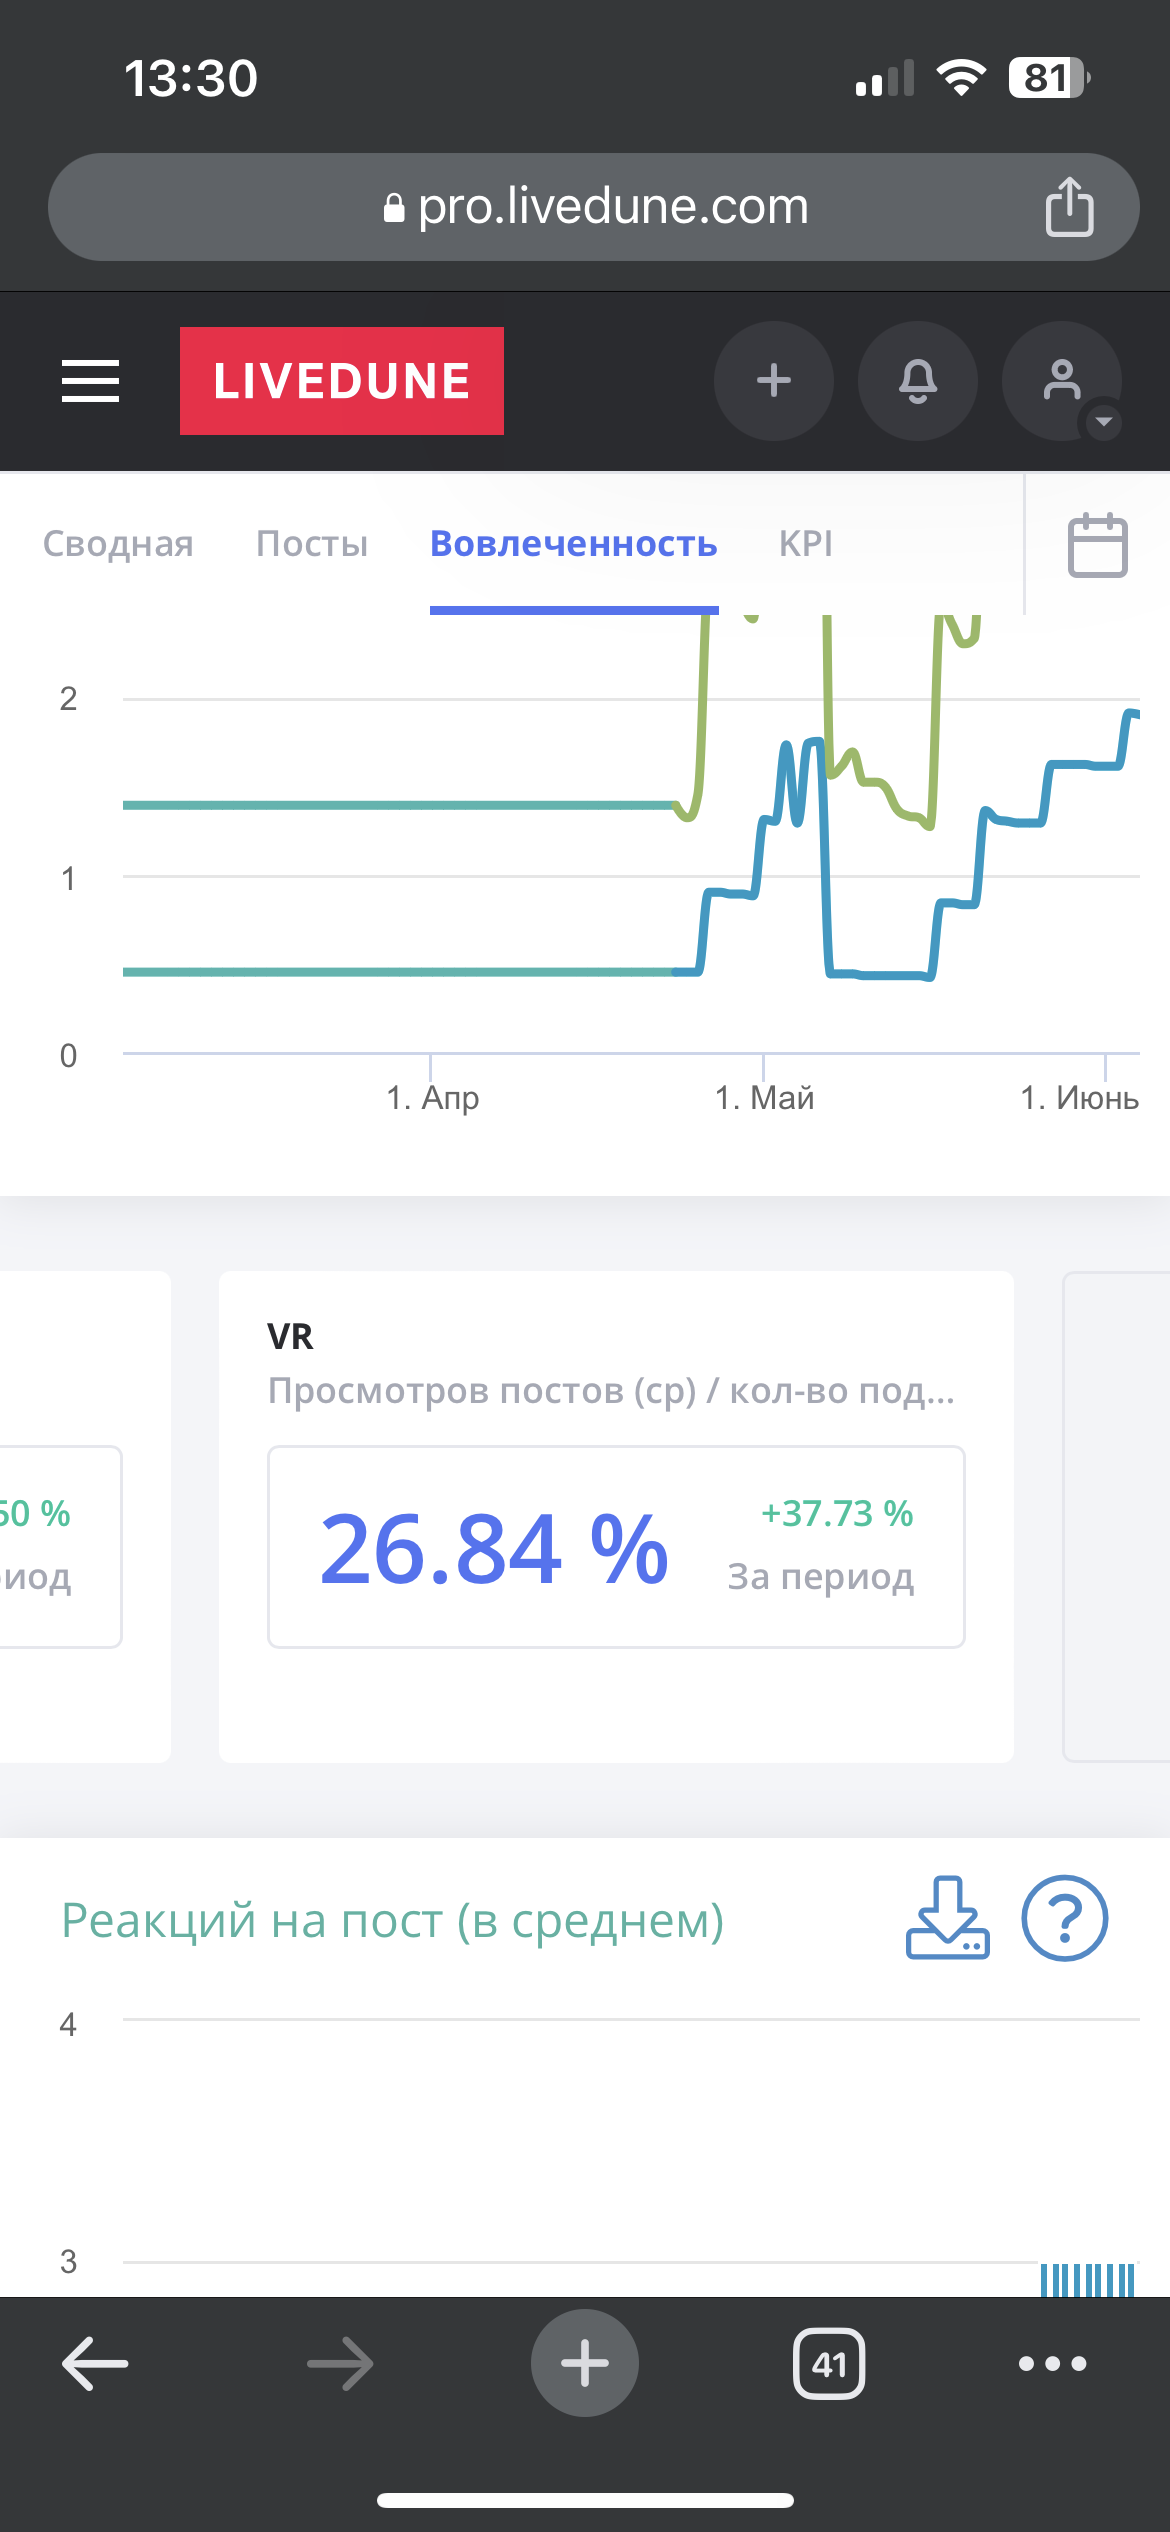 13:30
81
pro.livedune.com
LIVEDUNE
Сводная Посты Вовлеченность KPI
2
1
0
1. Апр 1. Май 1. Июнь
VR
Просмотров постов (ср) / кол-во под...
50 %
26.84 %
+37.73 %
За период
Реакций на пост (в среднем)
4
3
41